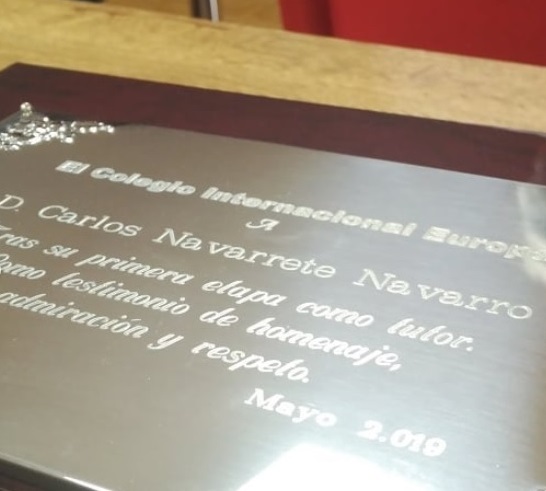 El Colegio Internacional Europa
A
D. Carlos Navarrete Navarro
Tras su primera etapa como tutor.
Como testimonio de homenaje,
admiración y respeto.
Mayo 2.019